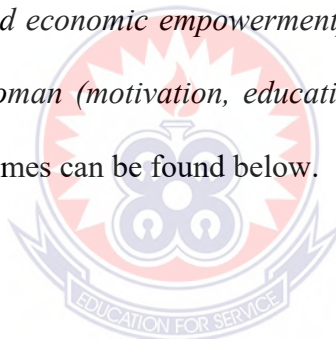 d economic empowerment,
oman (motivation, educati
mes can be found below.
EDUCATION FOR SERVICE